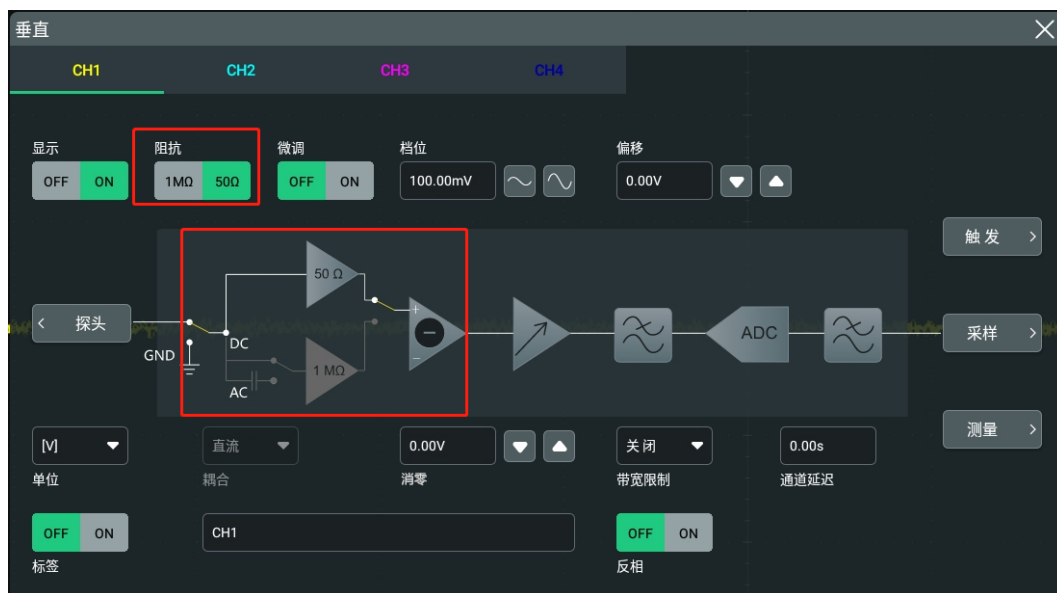 垂直
CH1 CH2 CH3 CH4
显示 阻抗 微调 档位 偏移
OFF ON 1MΩ 50Ω OFF ON 100.00mV 0.00V
触发
50 Ω
探头 DC ADC 采样
GND
1 MΩ
AC
测量
[V] 直流 0.00V 关闭 0.00s
单位 耦合 消零 带宽限制 通道延迟
OFF ON CH1 OFF ON
标签 反相